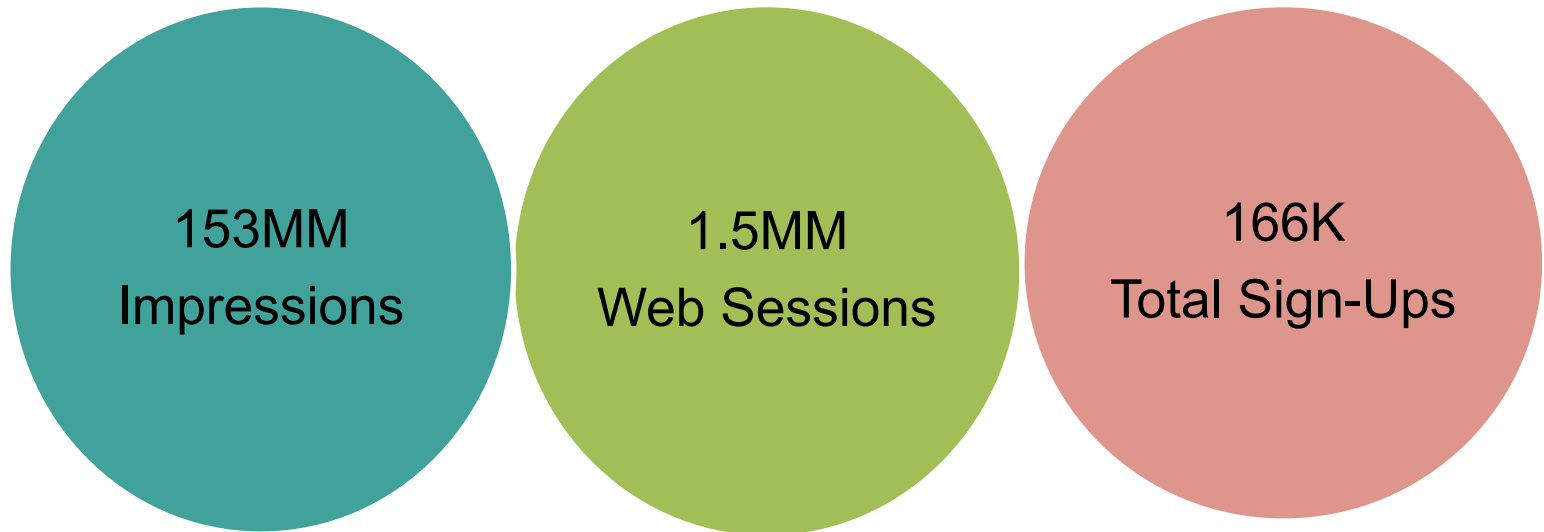 153MM
Impressions
1.5MM
Web Sessions
166K
Total Sign-Ups